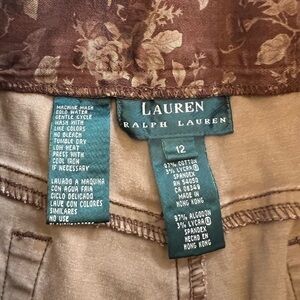 MACHINE WASH
COLD WATER
GENTLE CYCLE
WASH WITH
LIKE COLORS
NO BLEACH
TUMBLE DRY
LOW HEAT
PRESS WITH
COOL IRON
IF NECESSARY
LAVADO A MAQUINA
CON AGUA FRIA
CICLO DELICADO
LAVE CON COLORES
SIMILARES
NO USE
LAUREN
RALPH LAUREN
12
97% COTTON
3% LYCRA®
SPANDEX
RN 54050
CA 08349
MADE IN
HONG KONG
97% ALGODON
3% LYCRA®
SPANDEX
HECHO EN
HONG KONG